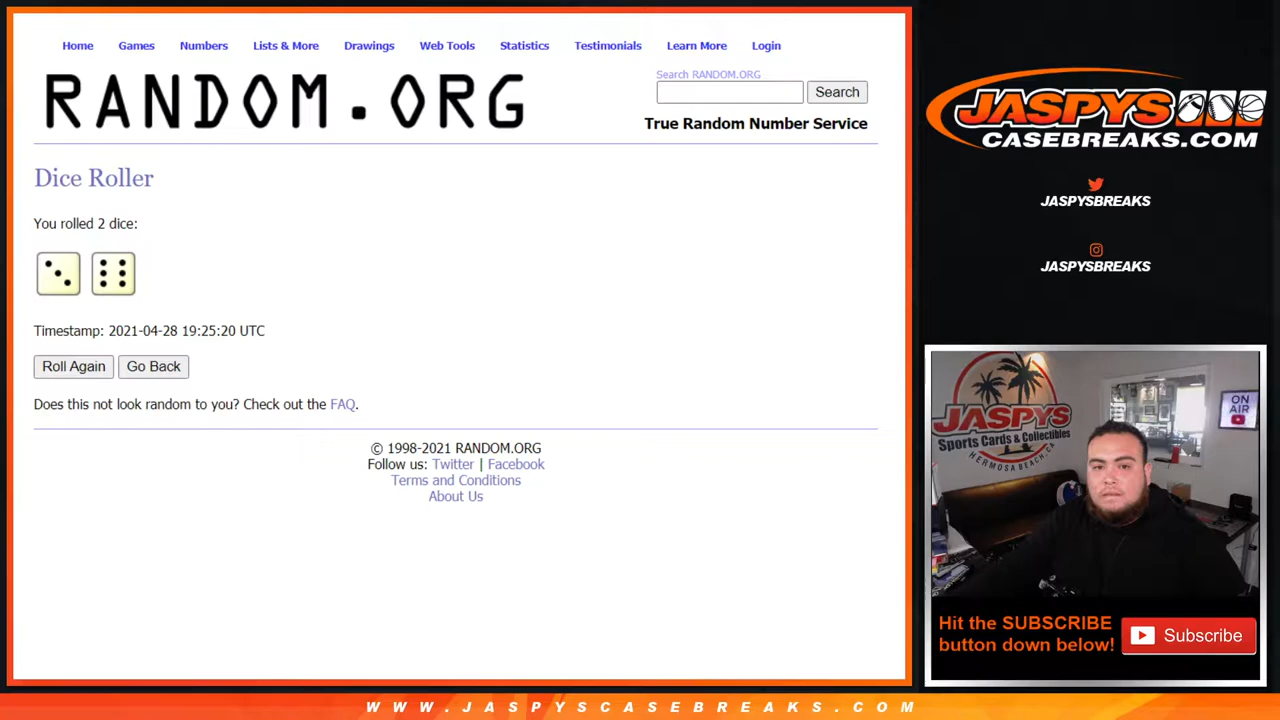 Home Games Numbers Lists & More Drawings Web Tools Statistics Testimonials Learn More Login
RANDOM.ORG
Search RANDOM.ORG
Search
True Random Number Service
Dice Roller
You rolled 2 dice:
Timestamp: 2021-04-28 19:25:20 UTC
Roll Again Go Back
Does this not look random to you? Check out the FAQ.
© 1998-2021 RANDOM.ORG
Follow us: Twitter | Facebook
Terms and Conditions
About Us
JASPYS
CASEBREAKS.COM
JASPYSBREAKS
JASPYSBREAKS
JASPYS
Sports Cards & Collectibles
HERMOSA BEACH, CA
ON
AIR
Hit the SUBSCRIBE
button down below!
Subscribe
WWW.JASPYSCASEBREAKS.COM